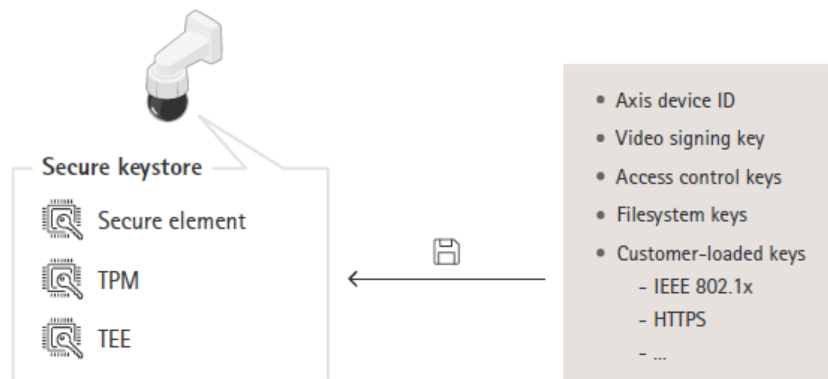 Secure keystore
Secure element
TPM
TEE
• Axis device ID
• Video signing key
• Access control keys
• Filesystem keys
• Customer-loaded keys
- IEEE 802.1x
- HTTPS
- ...